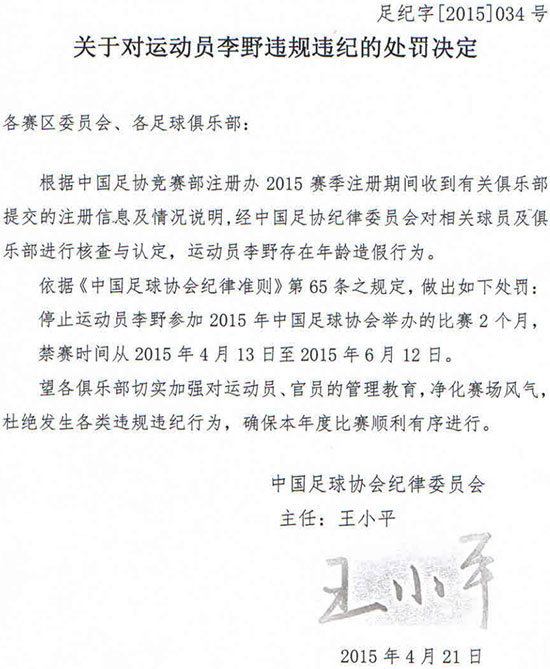 足纪字[2015]034号
关于对运动员李野违规违纪的处罚决定
各赛区委员会、各足球俱乐部：
根据中国足协竞赛部注册办 2015 赛季注册期间收到有关俱乐部
提交的注册信息及情况说明,经中国足协纪律委员会对相关球员及俱
乐部进行核查与认定，运动员李野存在年龄造假行为。
依据《中国足球协会纪律准则》第 65 条之规定，做出如下处罚：
停止运动员李野参加 2015 年中国足球协会举办的比赛 2 个月，
禁赛时间从 2015 年 4 月 13 日至 2015 年 6 月 12 日。
望各俱乐部切实加强对运动员、官员的管理教育，净化赛场风气，
杜绝发生各类违规违纪行为，确保本年度比赛顺利有序进行。
中国足球协会纪律委员会
主任：王小平
王小平
2015 年 4 月 21 日